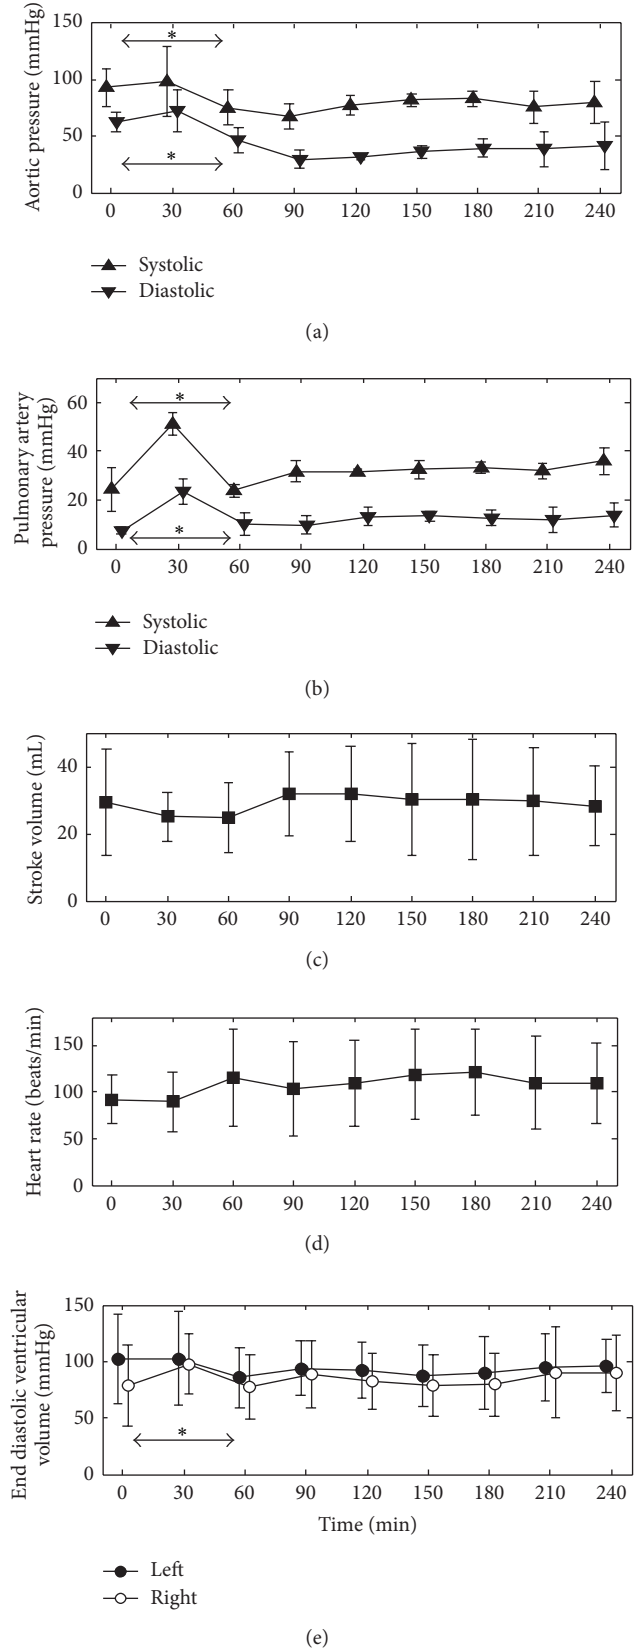 Aortic pressure (mmHg)
150
100
50
0
*
*
0 30 60 90 120 150 180 210 240
Systolic
Diastolic
(a)
Pulmonary artery
pressure (mmHg)
60
40
20
0
*
*
0 30 60 90 120 150 180 210 240
Systolic
Diastolic
(b)
Stroke volume (mL)
40
20
0
0 30 60 90 120 150 180 210 240
(c)
Heart rate (beats/min)
150
100
50
0
0 30 60 90 120 150 180 210 240
(d)
End diastolic ventricular
volume (mmHg)
150
100
50
0
*
0 30 60 90 120 150 180 210 240
Time (min)
Left
Right
(e)